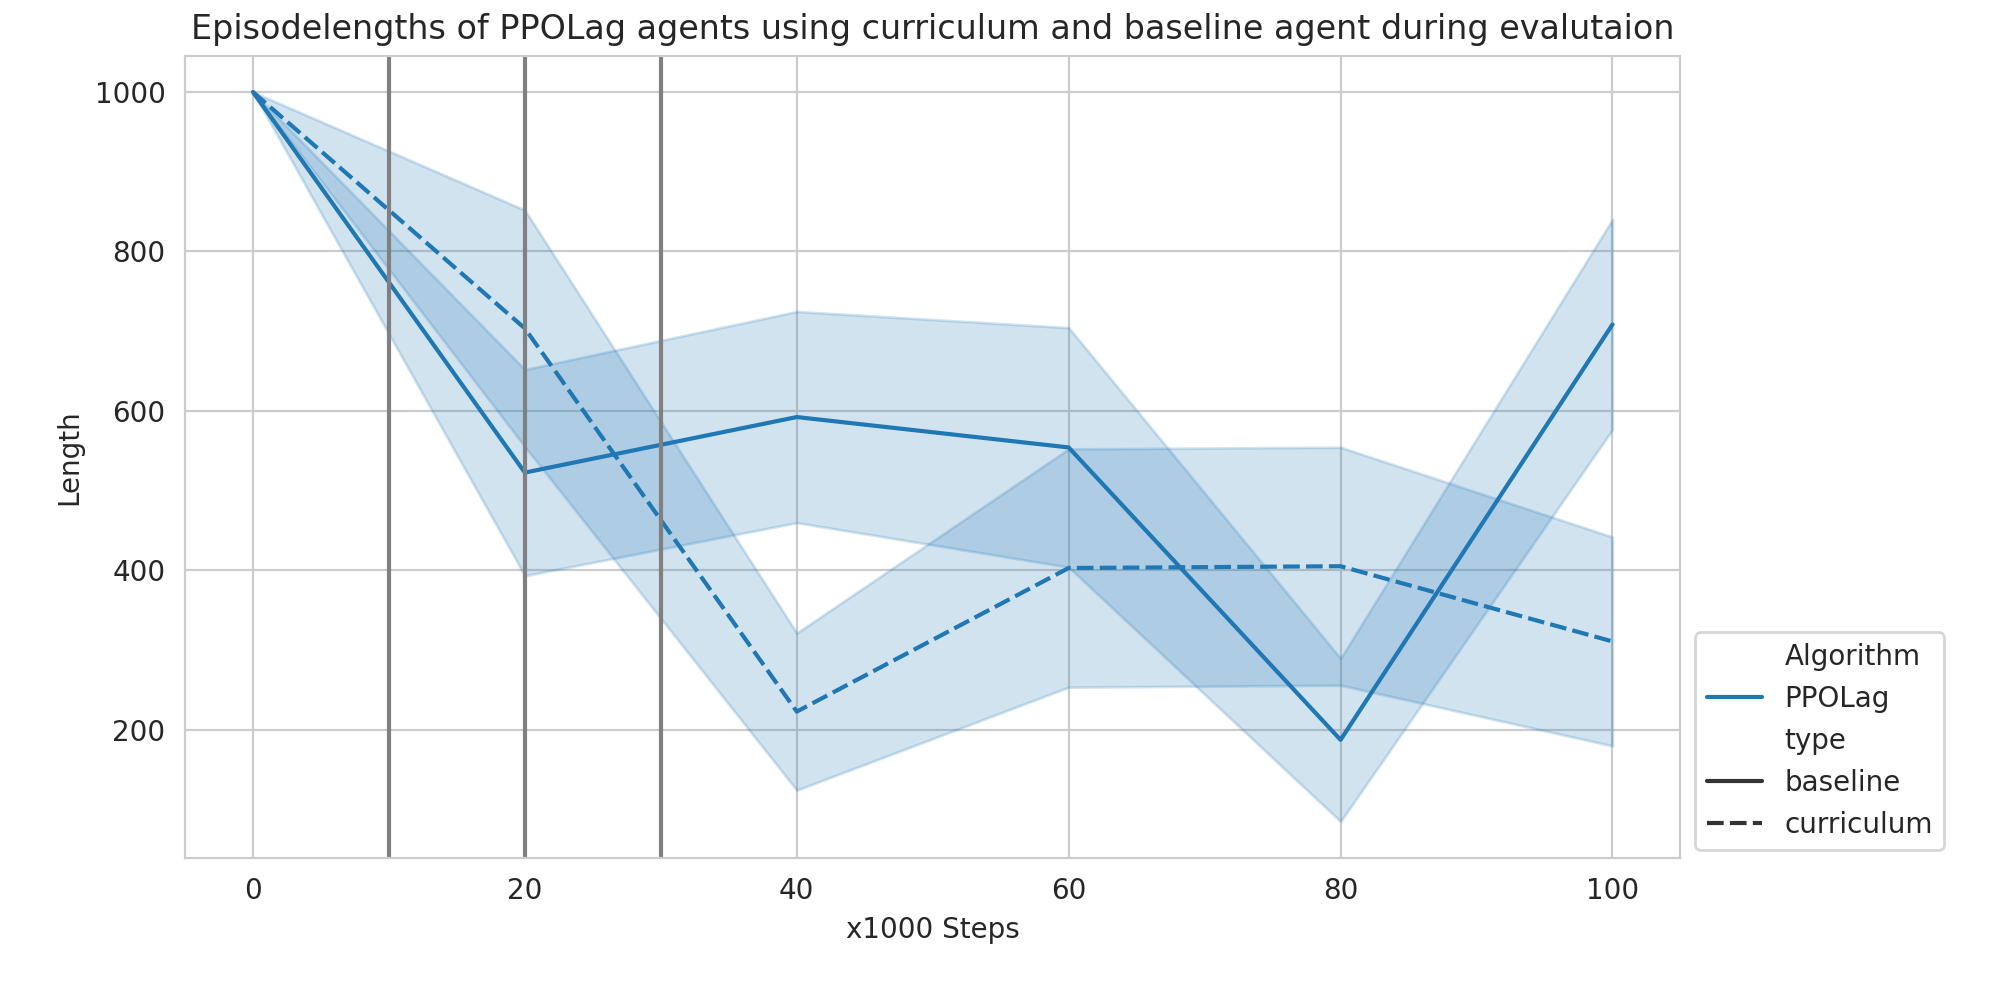 Episodelengths of PPOLag agents using curriculum and baseline agent during evalutaion
1000
800
600
400
200
Length
0 20 40 60 80 100
x1000 Steps
Algorithm
PPOLag
type
baseline
curriculum